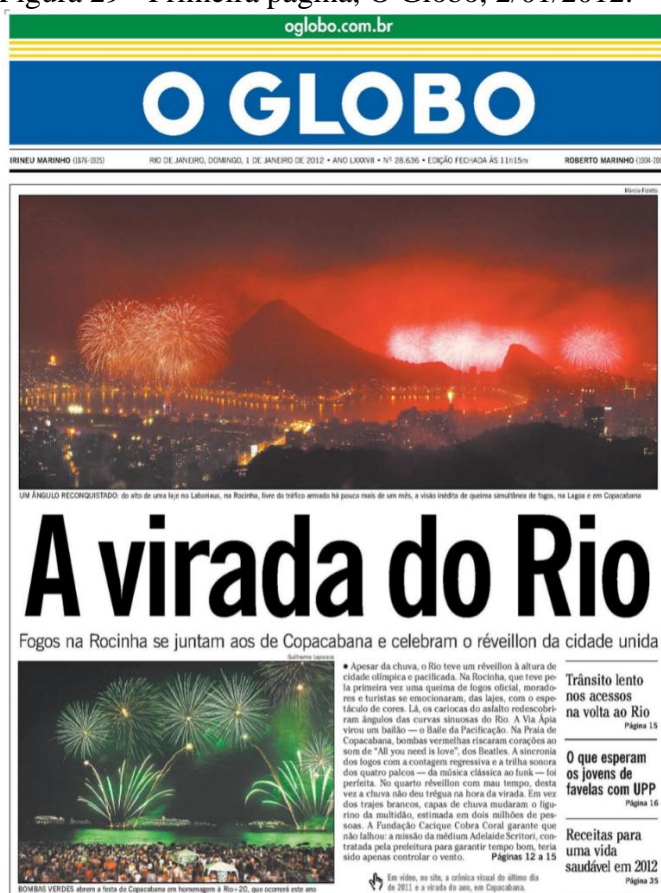 Figura 29 - Primeira página, O Globo, 2/01/2012.
oglobo.com.br
O GLOBO
IRINEU MARINHO (1876-1925)
RIO DE JANEIRO, DOMINGO, 1 DE JANEIRO DE 2012 • ANO LXXXVII • Nº 28.636 • EDIÇÃO FECHADA ÀS 11h15m
ROBERTO MARINHO (1904-200
Márcia Foletto
UM ÂNGULO RECONQUISTADO: do alto de uma laje no Laboriaux, na Rocinha, livre do tráfico armado há pouco mais de um mês, a visão inédita de queima simultânea de fogos, na Lagoa e em Copacabana
A virada do Rio
Fogos na Rocinha se juntam aos de Copacabana e celebram o réveillon da cidade unida
Guilherme Leporace
BOMBAS VERDES abrem a festa de Copacabana em homenagem à Rio+20, que ocorrerá este ano
• Apesar da chuva, o Rio teve um réveillon à altura de
cidade olímpica e pacificada. Na Rocinha, que teve pe-
la primeira vez uma queima de fogos oficial, morado-
res e turistas se emocionaram, das lajes, com o espe-
táculo de cores. Lá, os cariocas do asfalto redescobri-
ram ângulos das curvas sinuosas do Rio. A Via Ápia
virou um bailão — o Baile da Pacificação. Na Praia de
Copacabana, bombas vermelhas riscaram corações ao
som de "All you need is love", dos Beatles. A sincronia
dos fogos com a contagem regressiva e a trilha sonora
dos quatro palcos — da música clássica ao funk — foi
perfeita. No quarto réveillon com mau tempo, desta
vez a chuva não deu trégua na hora da virada. Em vez
dos trajes brancos, capas de chuva mudaram o figu-
rino da multidão, estimada em dois milhões de pes-
soas. A Fundação Cacique Cobra Coral garante que
não falhou: a missão da médium Adelaide Scritori, con-
tratada pela prefeitura para garantir tempo bom, teria
sido apenas controlar o vento. Páginas 12 a 15
Em vídeo, no site, a crônica visual do último dia
de 2011 e a virada do ano, em Copacabana.
Trânsito lento
nos acessos
na volta ao Rio
Página 15
O que esperam
os jovens de
favelas com UPP
Página 16
Receitas para
uma vida
saudável em 2012
Página 35